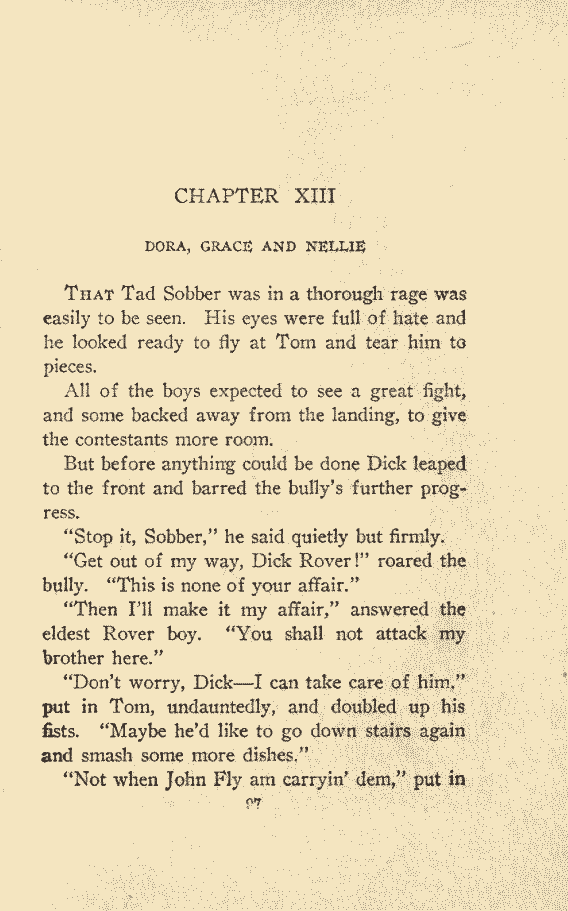 CHAPTER XIII
DORA, GRACE AND NELLIE
THAT Tad Sobber was in a thorough rage was
easily to be seen. His eyes were full of hate and
he looked ready to fly at Tom and tear him to
pieces.
All of the boys expected to see a great fight,
and some backed away from the landing, to give
the contestants more room.
But before anything could be done Dick leaped
to the front and barred the bully's further prog-
ress.
“Stop it, Sobber,” he said quietly but firmly.
“Get out of my way, Dick Rover!” roared the
bully. “This is none of your affair.”
“Then I'll make it my affair,” answered the
eldest Rover boy. “You shall not attack my
brother here.”
“Don't worry, Dick—I can take care of him,”
put in Tom, undauntedly, and doubled up his
fists. “Maybe he'd like to go down stairs again
and smash some more dishes.”
“Not when John Fly am carryin' dem,” put in